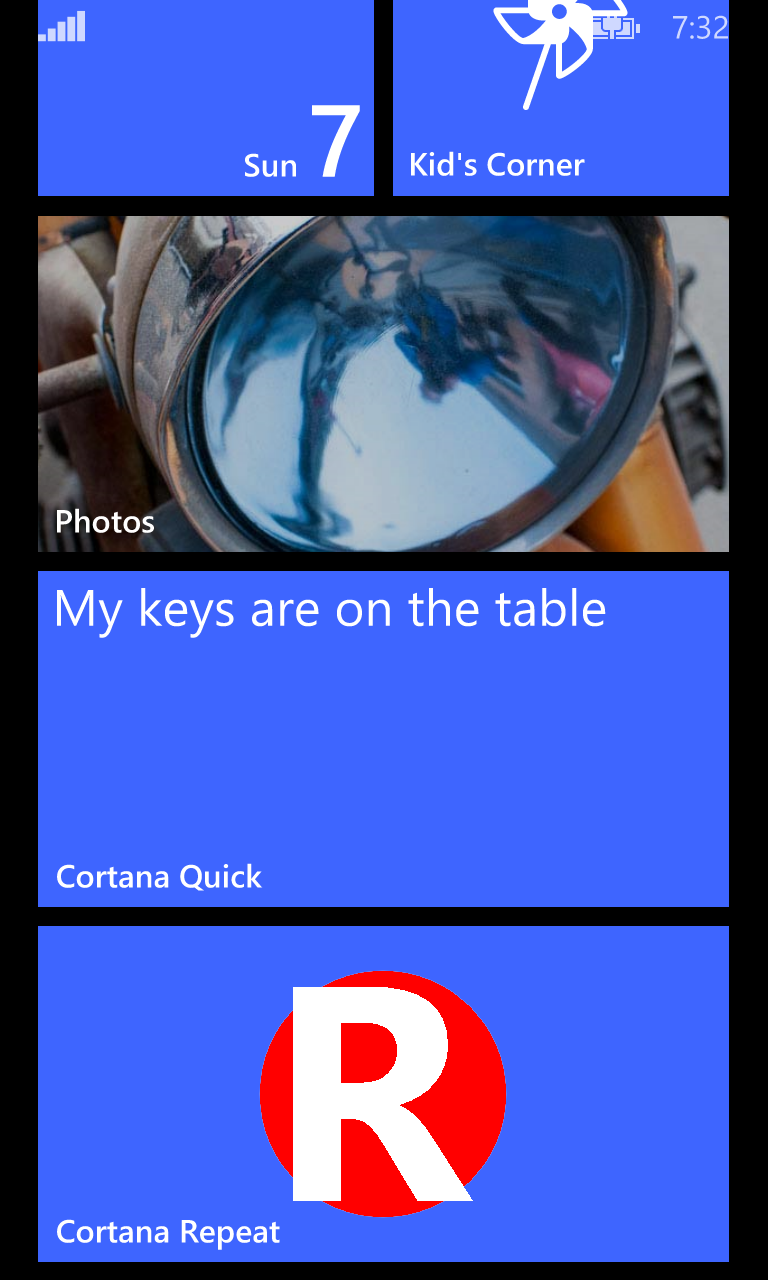 7:32
Sun 7
Kid's Corner
Photos
My keys are on the table
Cortana Quick
R
Cortana Repeat